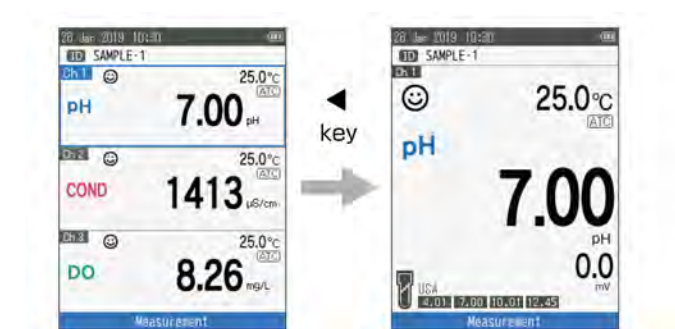 28 Jan 2019 10:30
ID SAMPLE-1
Ch 1
25.0°C
ATC
pH
7.00 pH
Ch 2
25.0°C
ATC
COND
1413 µS/cm
Ch 3
25.0°C
ATC
DO
8.26 mg/L
Measurement
key
28 Jan 2019 10:30
ID SAMPLE-1
Ch 1
25.0°C
ATC
pH
7.00
pH
0.0
mV
USA
4.01 7.00 10.01 12.45
Measurement